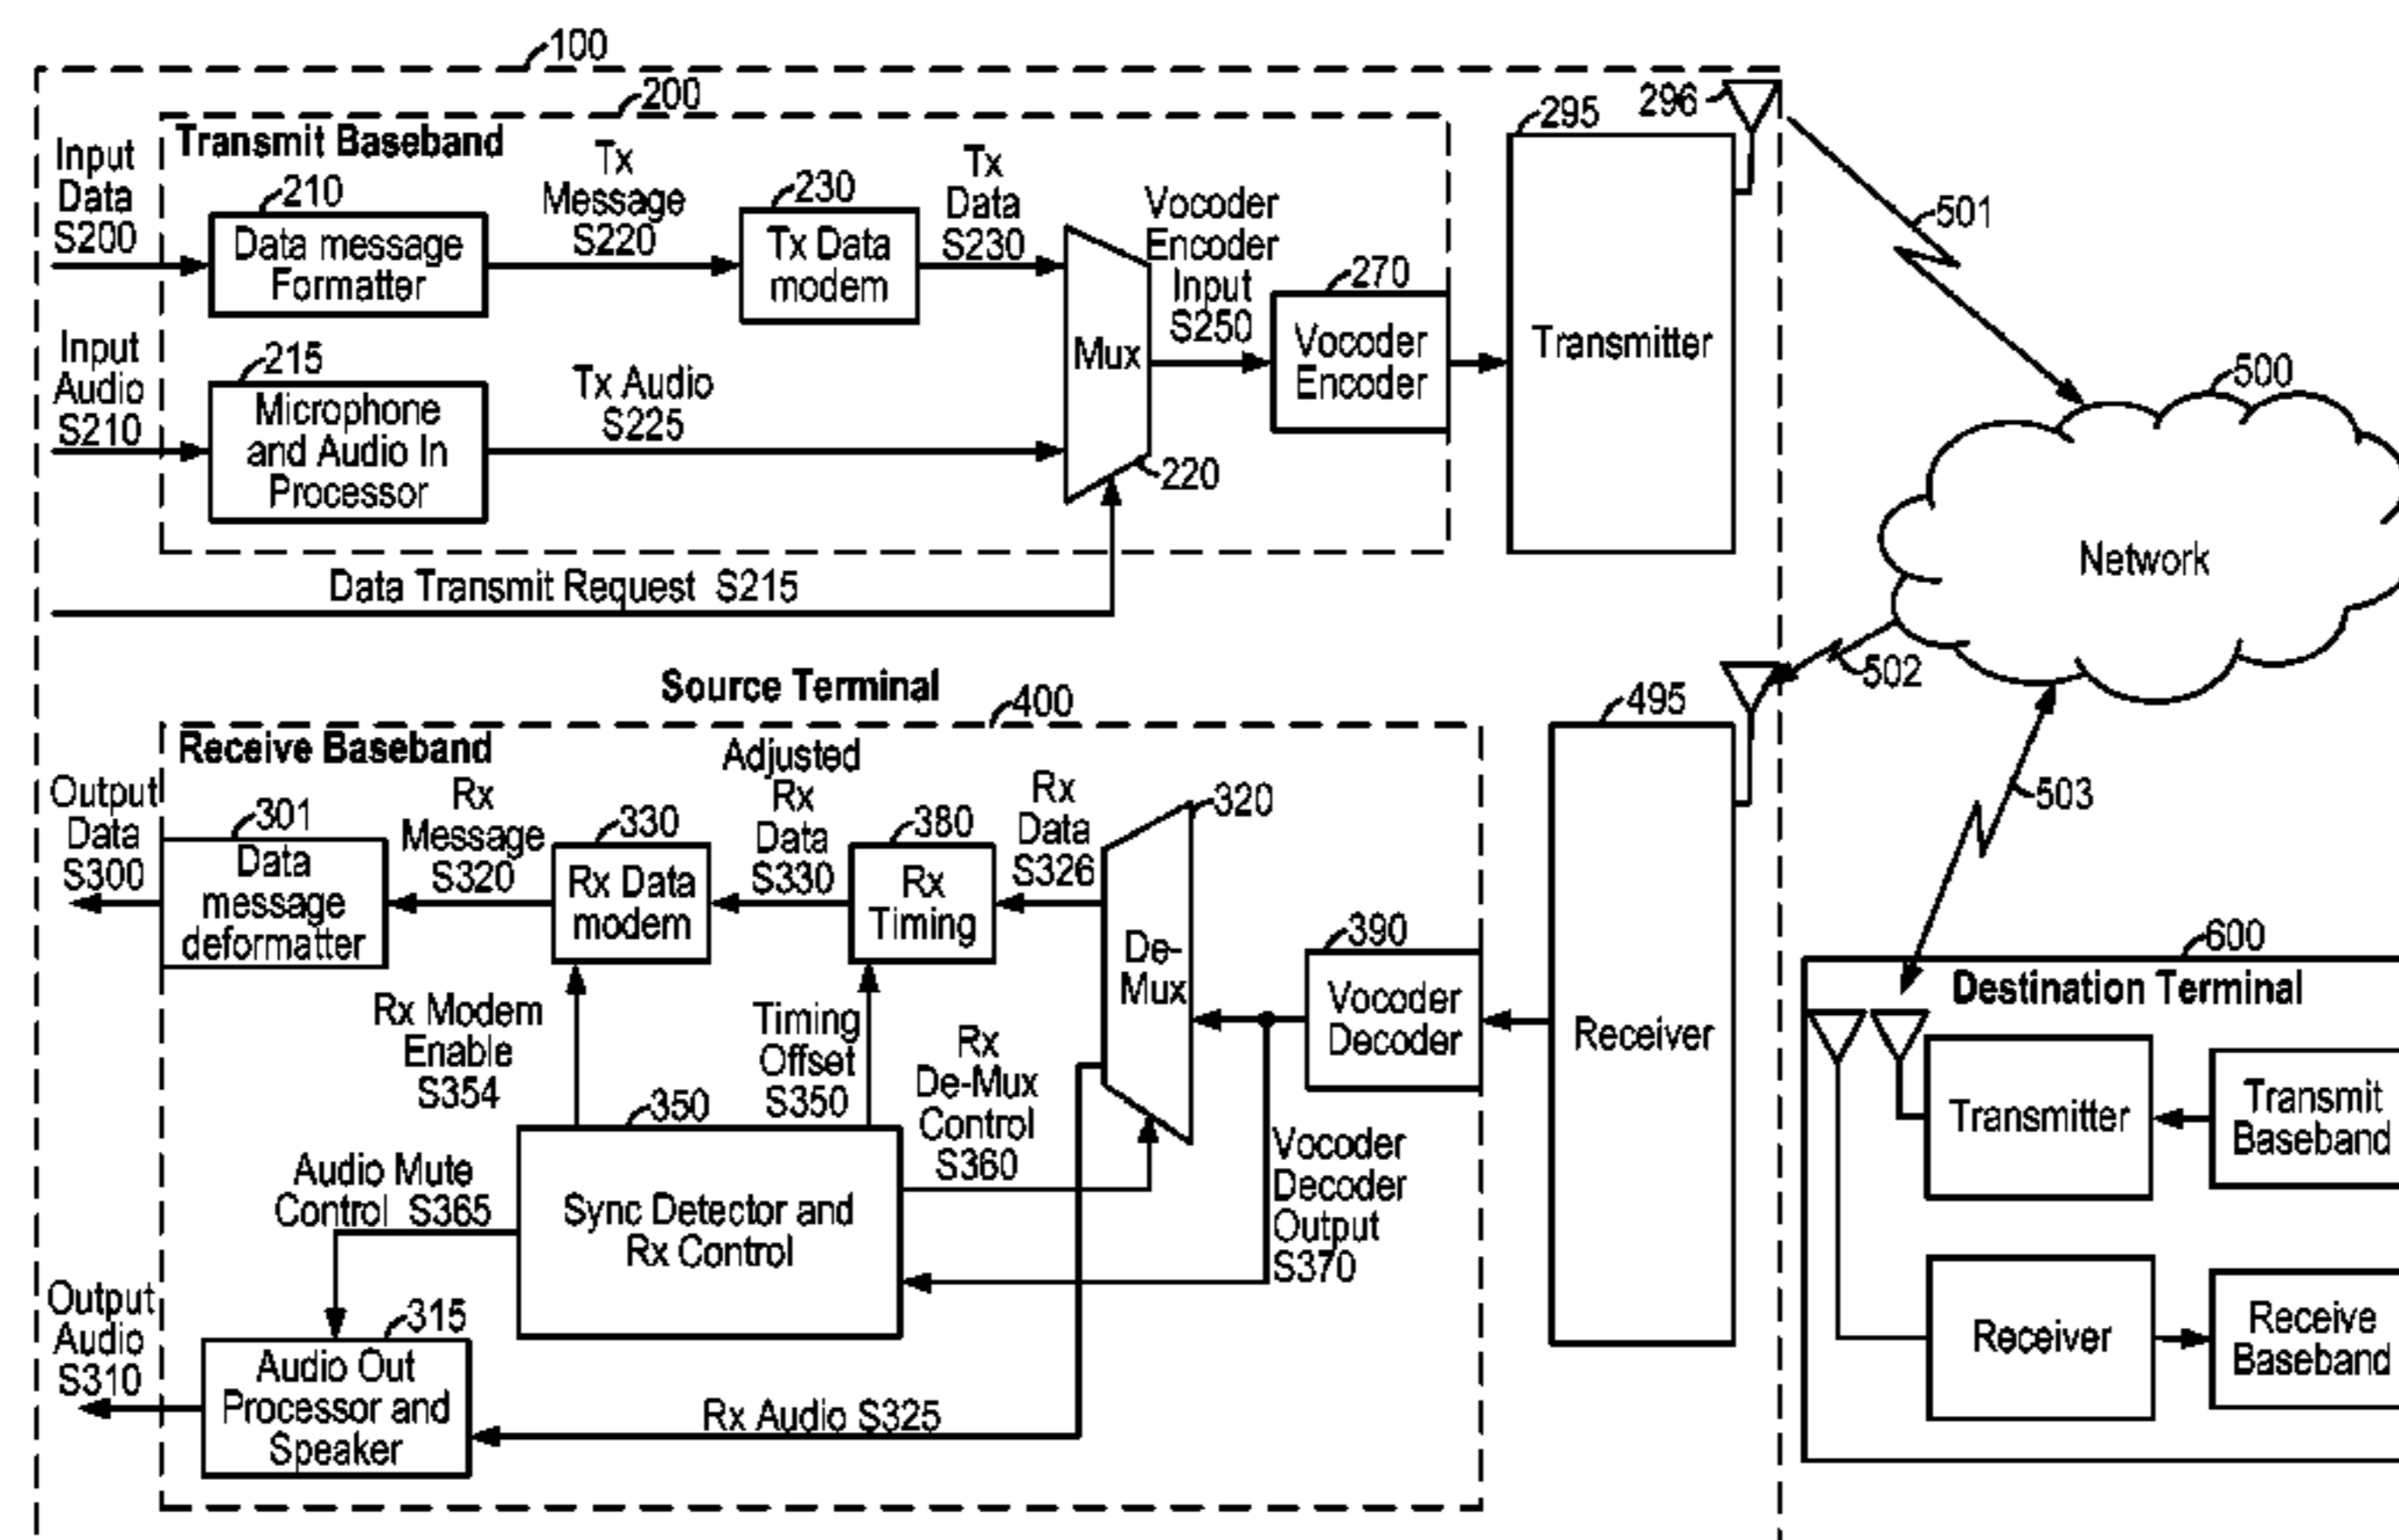 100
200
Transmit Baseband
Input
Data
S200
210
Data message
Formatter
Tx
Message
S220
230
Tx Data
modem
Tx
Data
S230
Vocoder
Encoder
Input
S250
Input
Audio
S210
215
Microphone
and Audio In
Processor
Tx Audio
S225
Mux
220
270
Vocoder
Encoder
295
Transmitter
296
501
500
Network
Data Transmit Request S215
502
503
Source Terminal
400
Receive Baseband
Output
Data
S300
301
Data
message
deformatter
Rx
Message
S320
330
Rx Data
modem
Adjusted
Rx
Data
S330
380
Rx
Timing
Rx
Data
S326
320
De-
Mux
390
Vocoder
Decoder
495
Receiver
Rx Modem
Enable
S354
Timing
Offset
S350
Rx
De-Mux
Control
S360
Vocoder
Decoder
Output
S370
350
Sync Detector and
Rx Control
Audio Mute
Control S365
Output
Audio
S310
315
Audio Out
Processor and
Speaker
Rx Audio S325
600
Destination Terminal
Transmitter
Transmit
Baseband
Receiver
Receive
Baseband